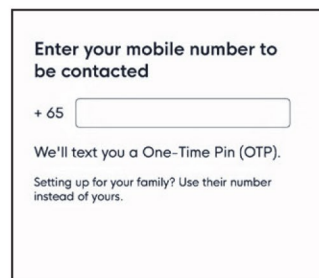 Enter your mobile number to
be contacted
+ 65
We'll text you a One-Time Pin (OTP).
Setting up for your family? Use their number
instead of yours.